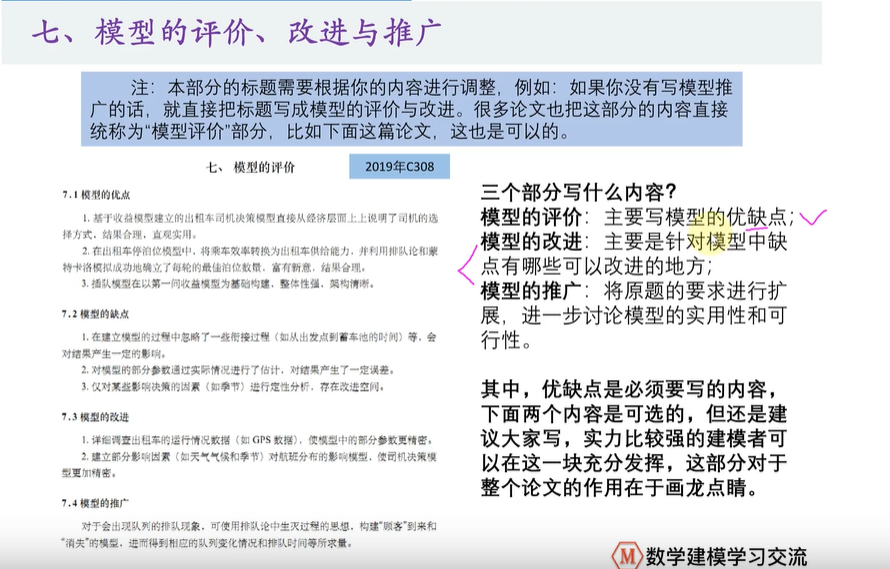 七、模型的评价、改进与推广
注：本部分的标题需要根据你的内容进行调整，例如：如果你没有写模型推
广的话，就直接把标题写成模型的评价与改进。很多论文也把这部分的内容直接
统称为“模型评价”部分，比如下面这篇论文，这也是可以的。
七、 模型的评价
2019年C308
7.1 模型的优点
1. 基于收益模型建立的出租车司机决策模型直接从经济层面上上说明了司机的选
择方式，结果合理，直观实用。
2. 在出租车停泊位模型中，将乘车效率转换为出租车供给能力，并利用排队论和蒙
特卡洛模拟成功地确立了每轮的最佳泊位数量，富有新意，结果合理。
3. 插队模型在以第一问收益模型为基础构建，整体性强，架构清晰。
7.2 模型的缺点
1. 在建立模型的过程中忽略了一些衔接过程（如从出发点到蓄车池的时间）等，会
对结果产生一定的影响。
2. 对模型的部分参数通过实际情况进行了估计，对结果产生了一定误差。
3. 仅对某些影响决策的因素（如季节）进行定性分析，存在改进空间。
7.3 模型的改进
1. 详细调查出租车的运行情况数据（如 GPS 数据），使模型中的部分参数更精密。
2. 建立部分影响因素（如天气气候和季节）对航班分布的影响模型，使司机决策模
型更加精密。
7.4 模型的推广
对于会出现队列的排队现象，可使用排队论中生灭过程的思想，构建“顾客”到来和
“消失”的模型，进而得到相应的队列变化情况和排队时间等所求量。
三个部分写什么内容？
模型的评价：主要写模型的优缺点；
模型的改进：主要是针对模型中缺
点有哪些可以改进的地方；
模型的推广：将原题的要求进行扩
展，进一步讨论模型的实用性和可
行性。
其中，优缺点是必须要写的内容，
下面两个内容是可选的，但还是建
议大家写，实力比较强的建模者可
以在这一块充分发挥，这部分对于
整个论文的作用在于画龙点睛。
M 数学建模学习交流